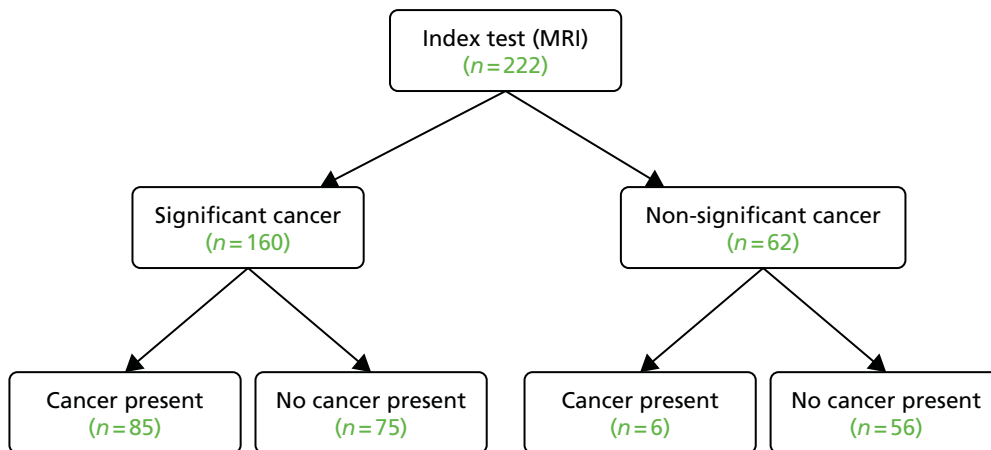 Index test (MRI)
(n=222)
Significant cancer
(n=160)
Non-significant cancer
(n=62)
Cancer present
(n=85)
No cancer present
(n=75)
Cancer present
(n=6)
No cancer present
(n=56)